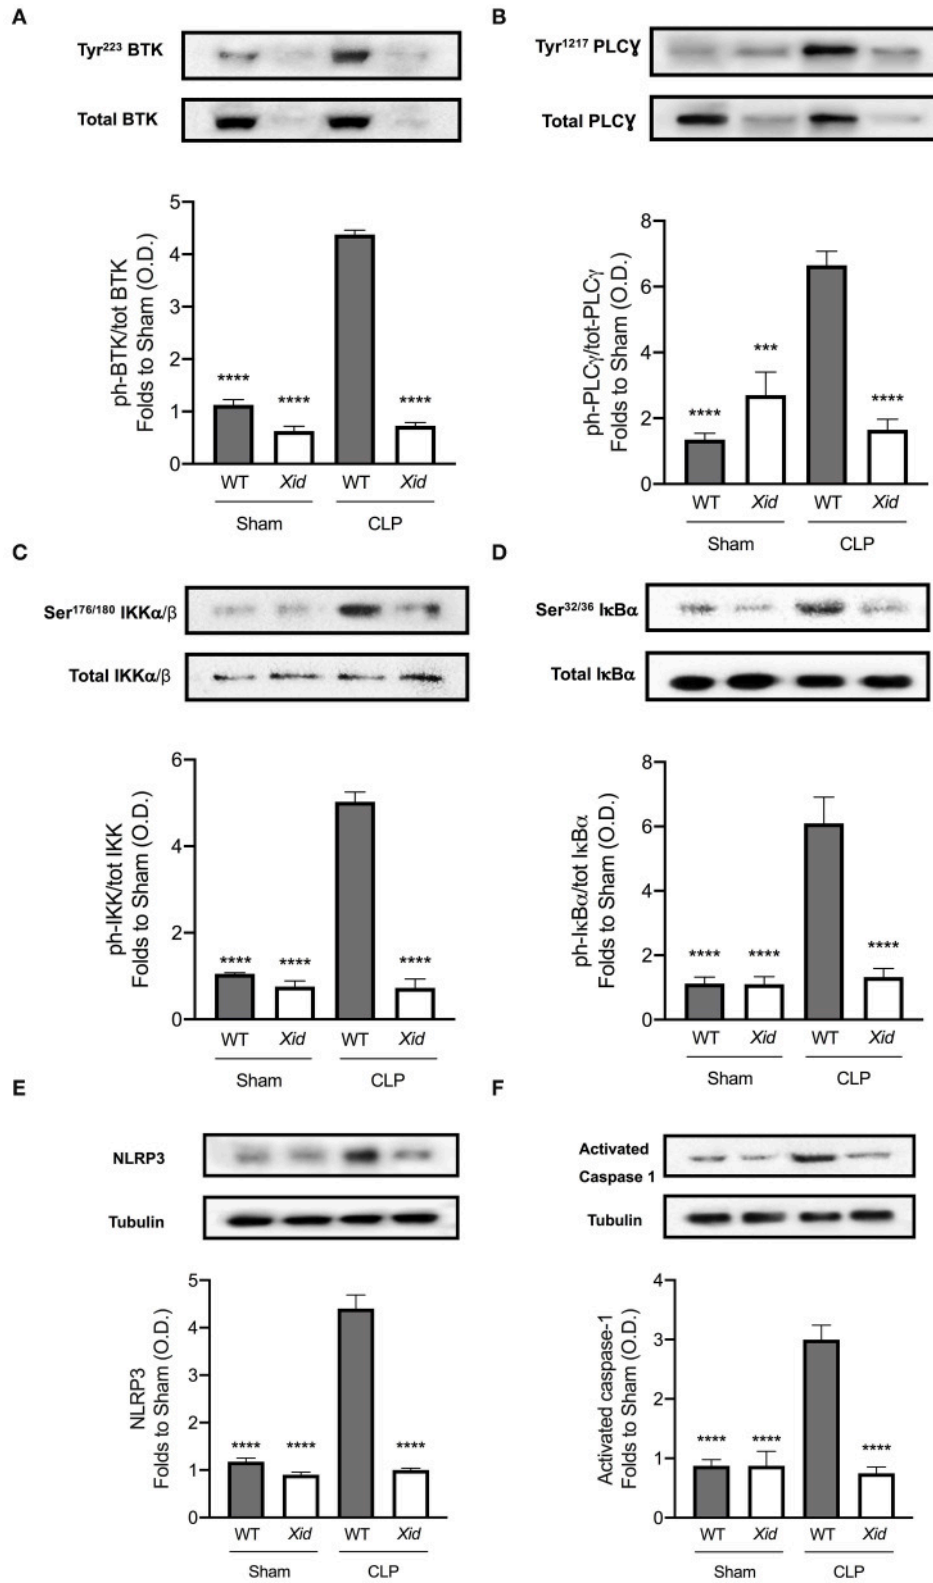 A
Tyr²²³ BTK
Total BTK
ph-BTK/tot BTK
Folds to Sham (O.D.)
5
4
3
2
1
0
****
****
****
WT
Xid
WT
Xid
Sham
CLP
B
Tyr¹²¹⁷ PLCɣ
Total PLCɣ
ph-PLCγ/tot-PLCγ
Folds to Sham (O.D.)
8
6
4
2
0
****
***
****
WT
Xid
WT
Xid
Sham
CLP
C
Ser¹⁷⁶/¹⁸⁰ IKKα/β
Total IKKα/β
ph-IKK/tot IKK
Folds to Sham (O.D.)
6
4
2
0
****
****
****
WT
Xid
WT
Xid
Sham
CLP
D
Ser³²/³⁶ IκBα
Total IκBα
ph-IκBα/tot IκBα
Folds to Sham (O.D.)
8
6
4
2
0
****
****
****
WT
Xid
WT
Xid
Sham
CLP
E
NLRP3
Tubulin
NLRP3
Folds to Sham (O.D.)
5
4
3
2
1
0
****
****
****
WT
Xid
WT
Xid
Sham
CLP
F
Activated
Caspase 1
Tubulin
Activated caspase-1
Folds to Sham (O.D.)
4
3
2
1
0
****
****
****
WT
Xid
WT
Xid
Sham
CLP